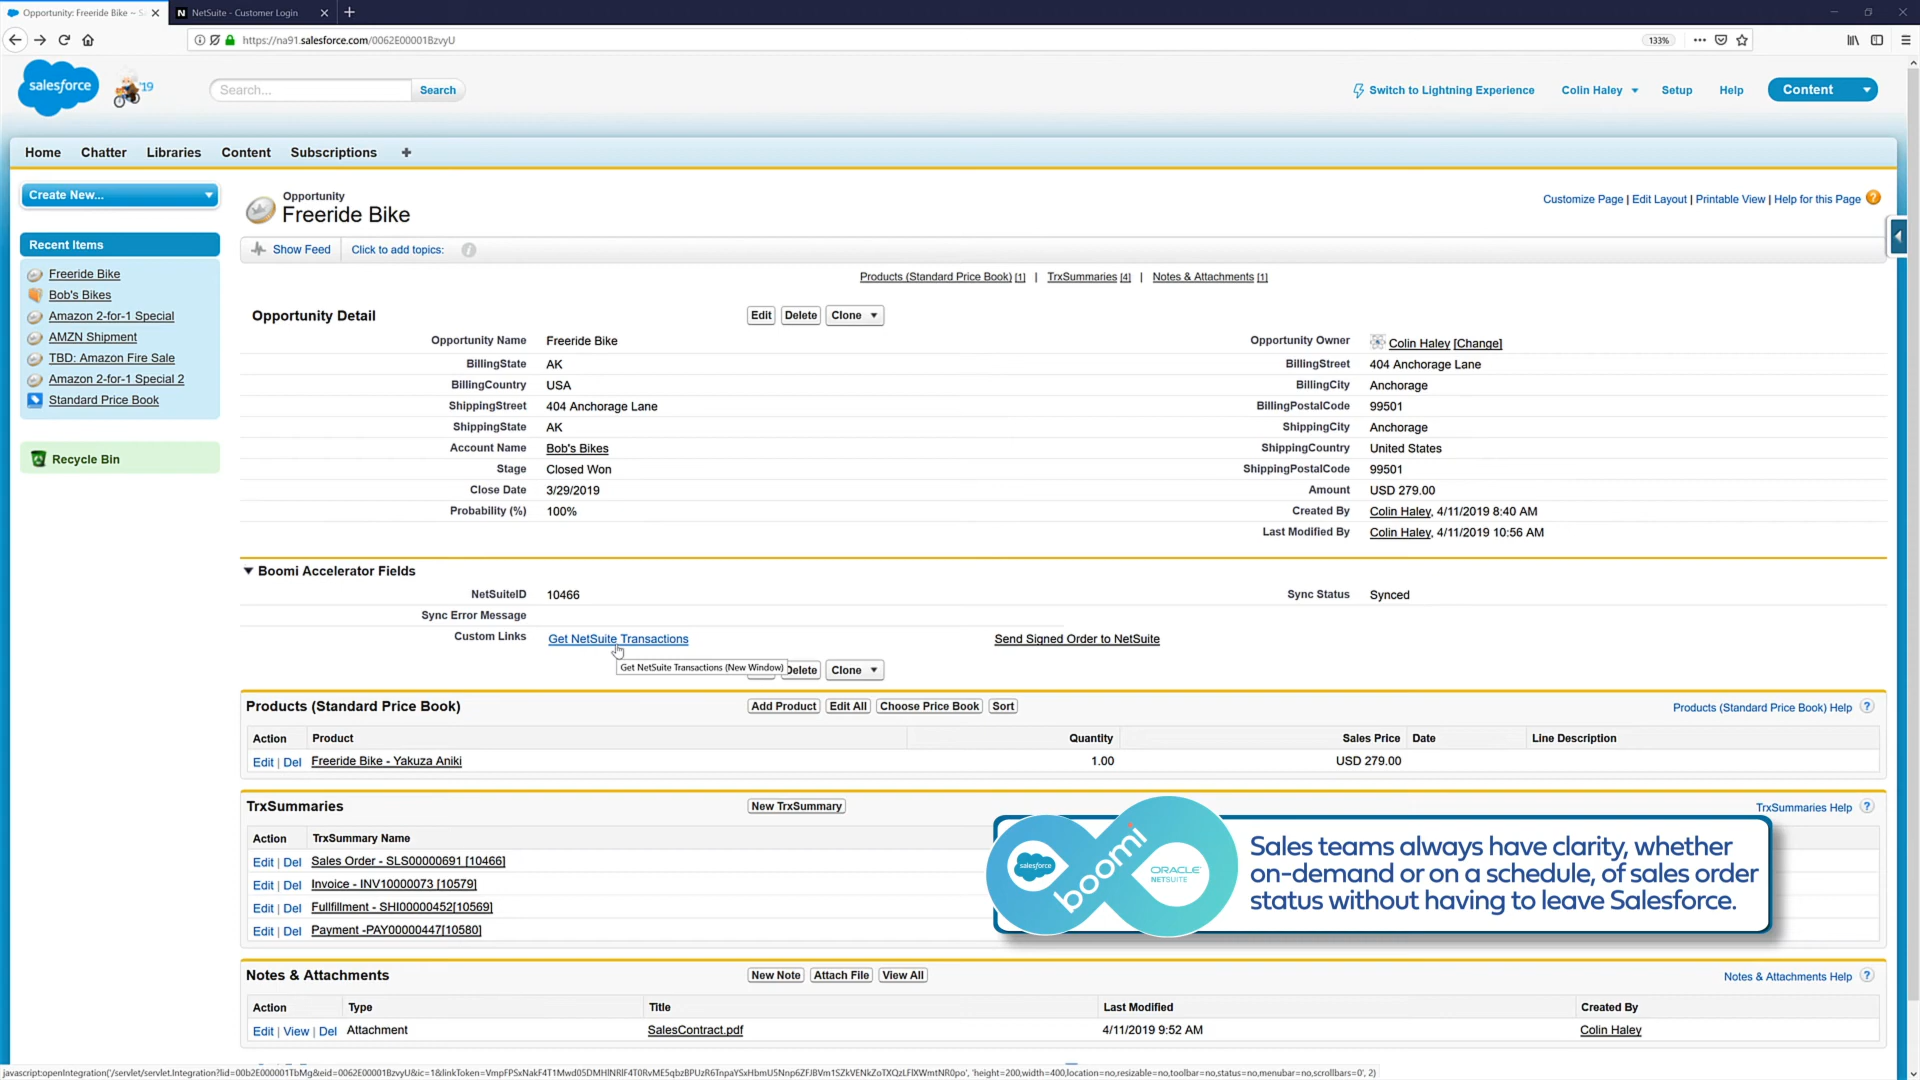 Opportunity: Freeride Bike ~ S
NetSuite - Customer Login
https://na91.salesforce.com/0062E00001BzvyU
133%
salesforce
'19
Search...
Search
Switch to Lightning Experience
Colin Haley
Setup
Help
Content
Home
Chatter
Libraries
Content
Subscriptions
Create New...
Recent Items
Freeride Bike
Bob's Bikes
Amazon 2-for-1 Special
AMZN Shipment
TBD: Amazon Fire Sale
Amazon 2-for-1 Special 2
Standard Price Book
Recycle Bin
Opportunity
Freeride Bike
Customize Page | Edit Layout | Printable View | Help for this Page
Show Feed
Click to add topics:
Products (Standard Price Book) [1] | TrxSummaries [4] | Notes & Attachments [1]
Opportunity Detail
Edit
Delete
Clone
Opportunity Name Freeride Bike
Opportunity Owner Colin Haley [Change]
BillingState AK
BillingStreet 404 Anchorage Lane
BillingCountry USA
BillingCity Anchorage
ShippingStreet 404 Anchorage Lane
BillingPostalCode 99501
ShippingState AK
ShippingCity Anchorage
Account Name Bob's Bikes
ShippingCountry United States
Stage Closed Won
ShippingPostalCode 99501
Close Date 3/29/2019
Amount USD 279.00
Probability (%) 100%
Created By Colin Haley, 4/11/2019 8:40 AM
Last Modified By Colin Haley, 4/11/2019 10:56 AM
Boomi Accelerator Fields
NetSuiteID 10466
Sync Status Synced
Sync Error Message
Custom Links Get NetSuite Transactions
Send Signed Order to NetSuite
Get NetSuite Transactions (New Window)
Delete
Clone
Products (Standard Price Book)
Add Product
Edit All
Choose Price Book
Sort
Products (Standard Price Book) Help
Action Product Quantity Sales Price Date Line Description
Edit | Del Freeride Bike - Yakuza Aniki 1.00 USD 279.00
TrxSummaries
New TrxSummary
TrxSummaries Help
Action TrxSummary Name
Edit | Del Sales Order - SLS00000691 [10466]
Edit | Del Invoice - INV10000073 [10579]
Edit | Del Fullfillment - SHI00000452[10569]
Edit | Del Payment -PAY00000447[10580]
salesforce
boomi
ORACLE
NETSUITE
Sales teams always have clarity, whether
on-demand or on a schedule, of sales order
status without having to leave Salesforce.
Notes & Attachments
New Note
Attach File
View All
Notes & Attachments Help
Action Type Title Last Modified Created By
Edit | View | Del Attachment SalesContract.pdf 4/11/2019 9:52 AM Colin Haley